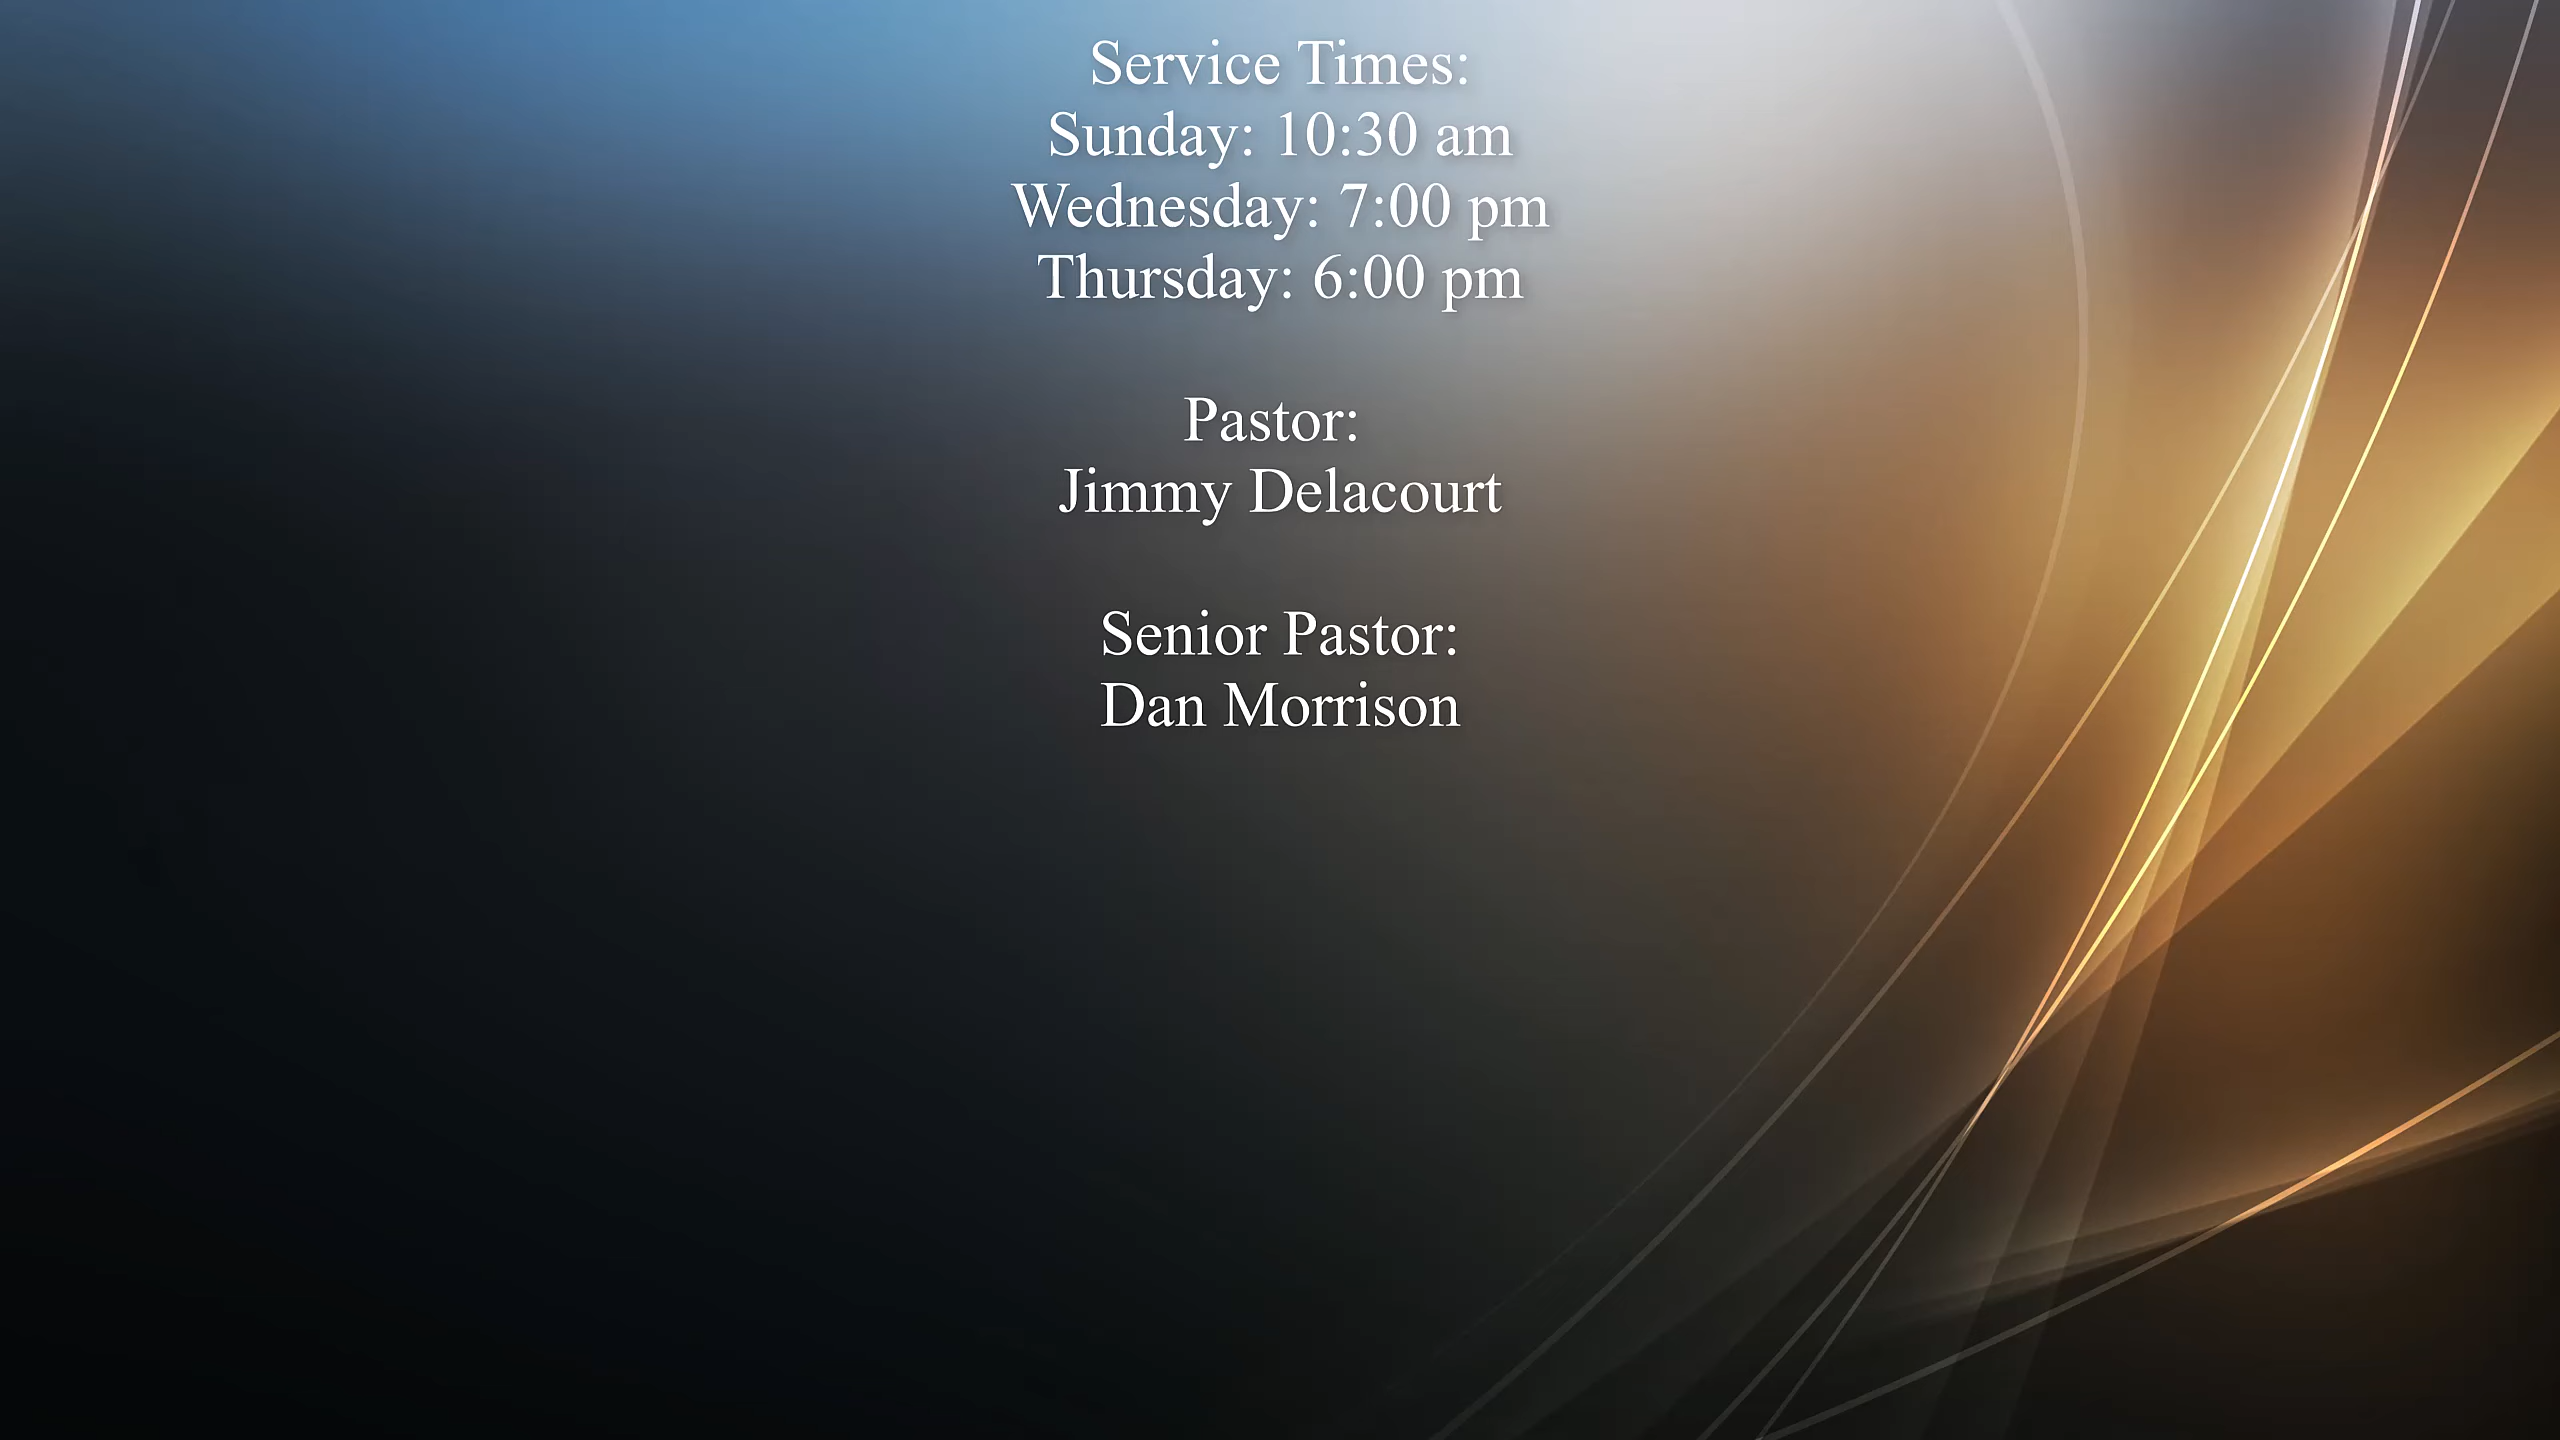 Service Times:
Sunday: 10:30 am
Wednesday: 7:00 pm
Thursday: 6:00 pm
Pastor:
Jimmy Delacourt
Senior Pastor:
Dan Morrison